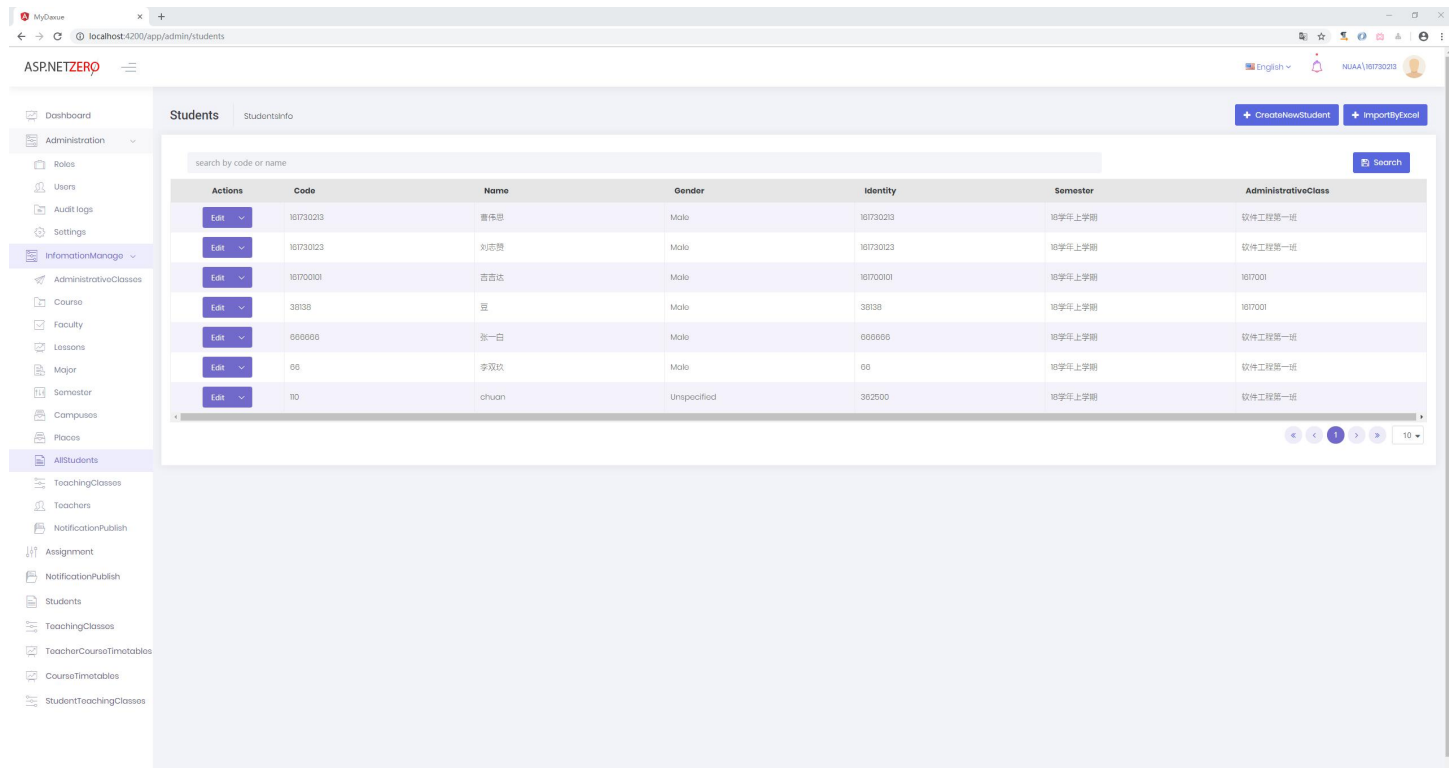 MyDaxue
localhost:4200/app/admin/students
ASP.NETZERO
English
NUAA\161730213
Dashboard
Administration
Roles
Users
Audit logs
Settings
InfomationManage
AdministrativeClasses
Course
Faculty
Lessons
Major
Semester
Campuses
Places
AllStudents
TeachingClasses
Teachers
NotificationPublish
Assignment
NotificationPublish
Students
TeachingClasses
TeacherCourseTimetables
CourseTimetables
StudentTeachingClasses
Students StudentsInfo
+ CreateNewStudent + ImportByExcel
search by code or name
Search
Actions Code Name Gender Identity Semester AdministrativeClass
Edit 161730213 曹伟思 Male 161730213 18学年上学期 软件工程第一班
Edit 161730123 刘志赞 Male 161730123 18学年上学期 软件工程第一班
Edit 161700101 吉吉达 Male 161700101 18学年上学期 1617001
Edit 38138 豆 Male 38138 18学年上学期 1617001
Edit 666666 张一白 Male 666666 18学年上学期 软件工程第一班
Edit 66 李双玖 Male 66 18学年上学期 软件工程第一班
Edit 110 chuan Unspecified 362500 18学年上学期 软件工程第一班
« ‹ 1 › » 10